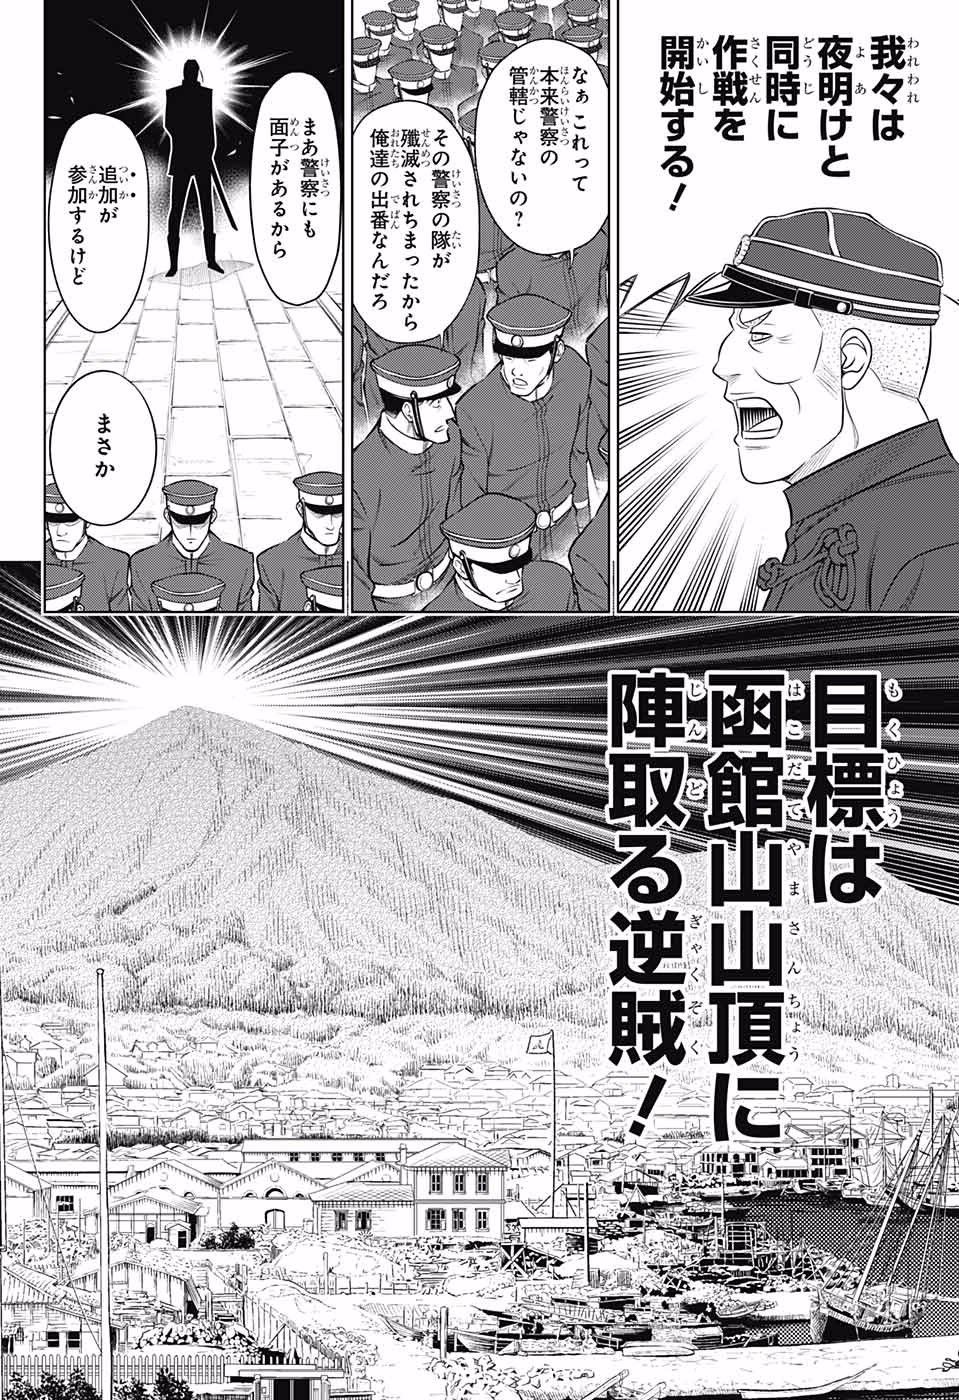 我々は
夜明けと
同時に
作戦を
開始する！
なぁこれって
本来警察の
管轄じゃないの？
その警察の隊が
殲滅されちまったから
俺達の出番なんだろ
まあ警察にも
面子があるから
追加が
参加するけど
まさか
目標は
函館山山頂に
陣取る逆賊！